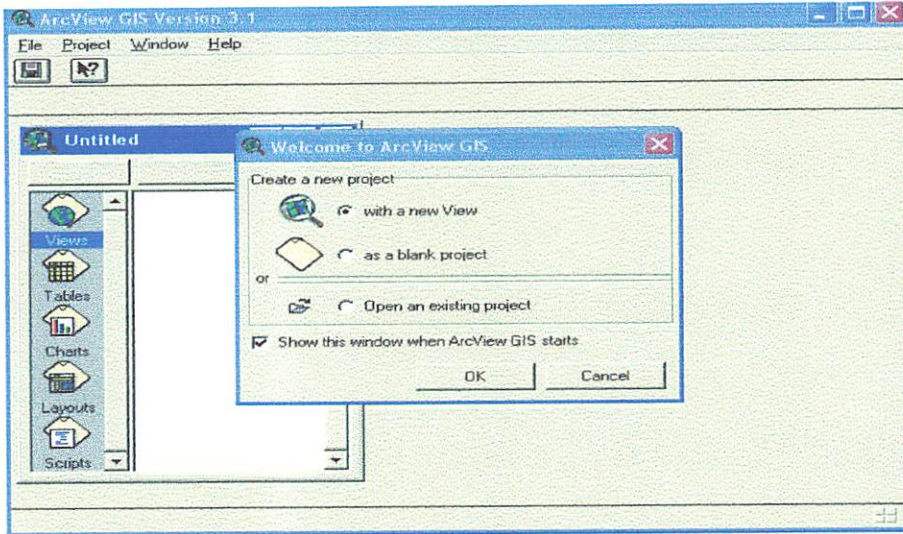 ArcView GIS Version 3.1
File Project Window Help
Untitled
Views
Tables
Charts
Layouts
Scripts
Welcome to ArcView GIS
Create a new project
with a new View
as a blank project
or
Open an existing project
Show this window when ArcView GIS starts
OK Cancel